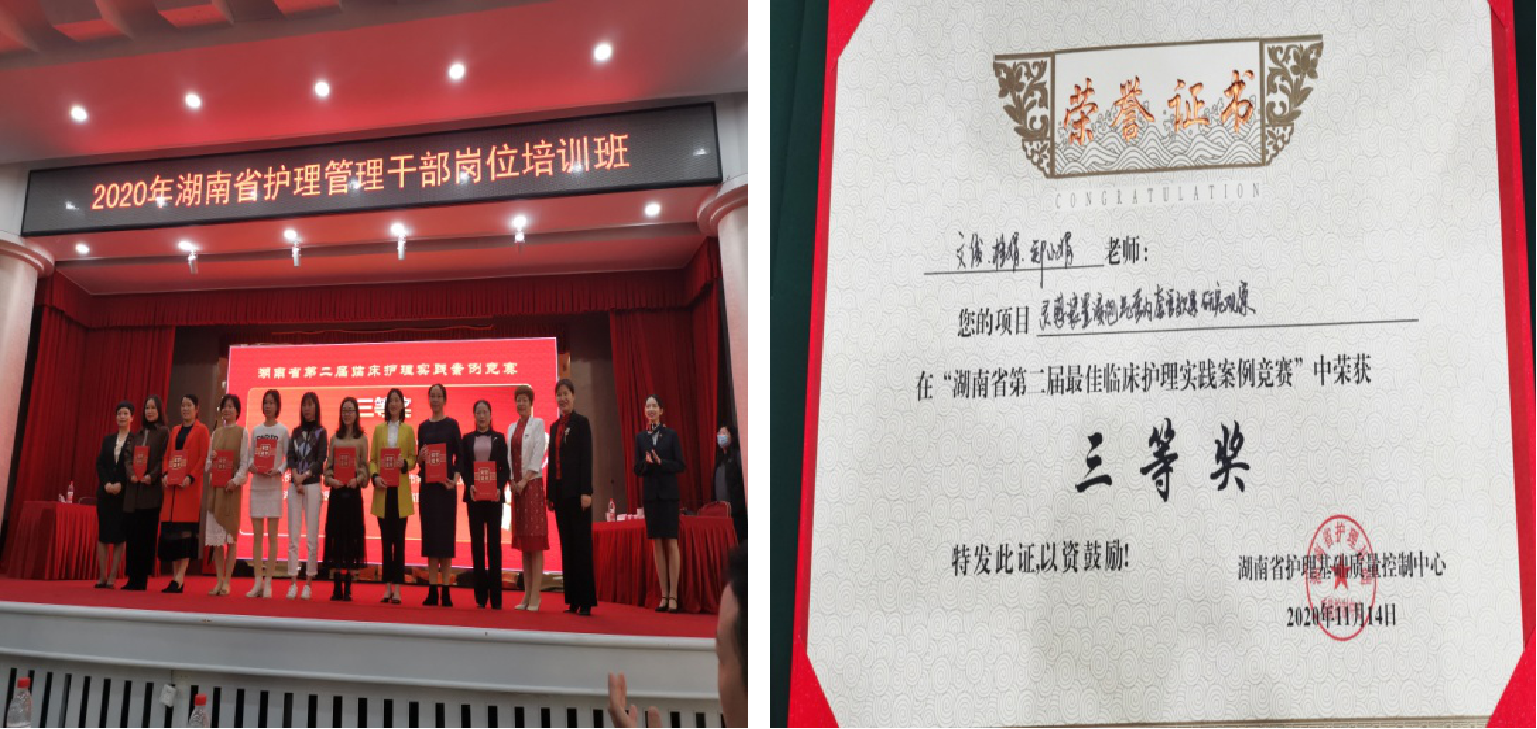 2020年湖南省护理管理干部岗位培训班
湖南省第二届临床护理实践案例竞赛
三等奖
荣誉证书
CONGRATULATION
老师:
您的项目
在“湖南省第二届最佳临床护理实践案例竞赛”中荣获
三等奖
特发此证,以资鼓励!
湖南省护理基础质量控制中心
2020年11月14日